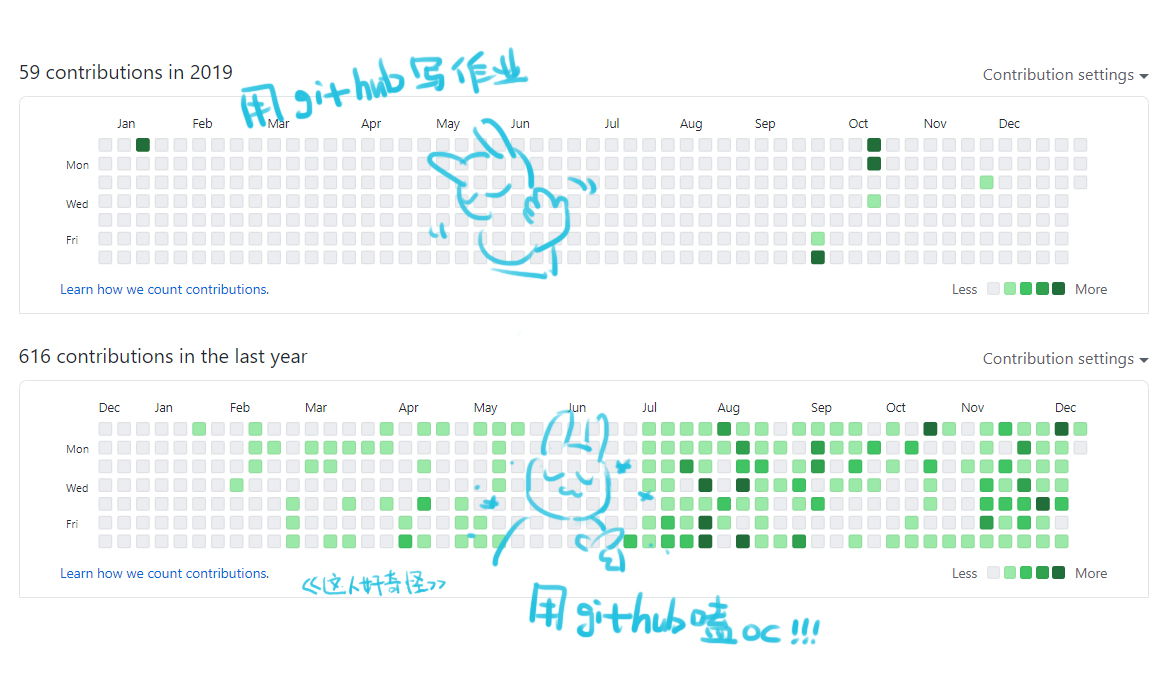 59 contributions in 2019
Contribution settings
用github写作业
Jan Feb Mar Apr May Jun Jul Aug Sep Oct Nov Dec
Mon
Wed
Fri
Learn how we count contributions.
Less More
616 contributions in the last year
Contribution settings
Dec Jan Feb Mar Apr May Jun Jul Aug Sep Oct Nov Dec
Mon
Wed
Fri
Learn how we count contributions.
Less More
《这人好奇怪》
用github嗑oc!!!